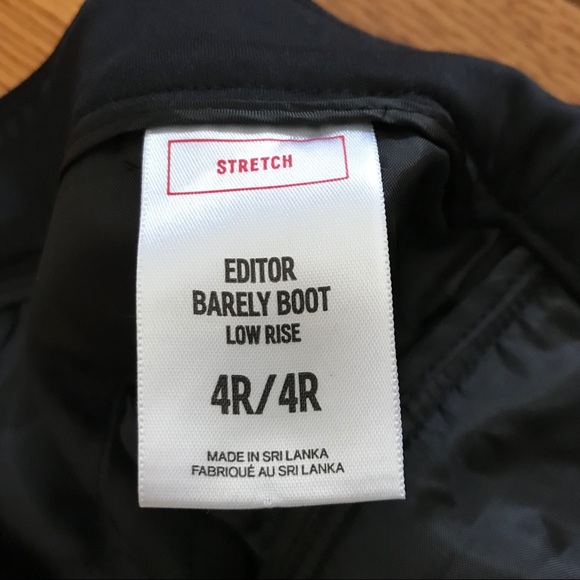 STRETCH
EDITOR
BARELY BOOT
LOW RISE
4R/4R
MADE IN SRI LANKA
FABRIQUÉ AU SRI LANKA